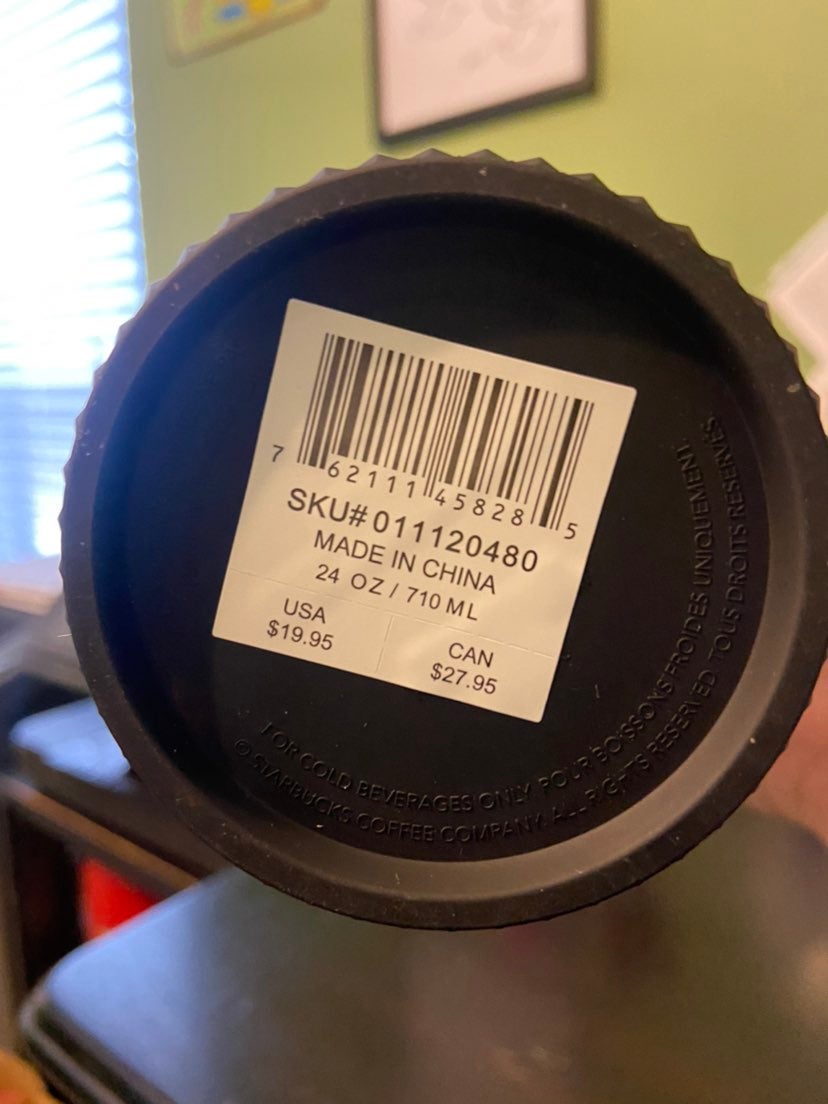 7 62111 45828 5
SKU# 011120480
MADE IN CHINA
24 OZ / 710 ML
USA
$19.95
CAN
$27.95
FOR COLD BEVERAGES ONLY. POUR BOISSONS FROIDES UNIQUEMENT.
© STARBUCKS COFFEE COMPANY. ALL RIGHTS RESERVED. TOUS DROITS RESERVÉS.